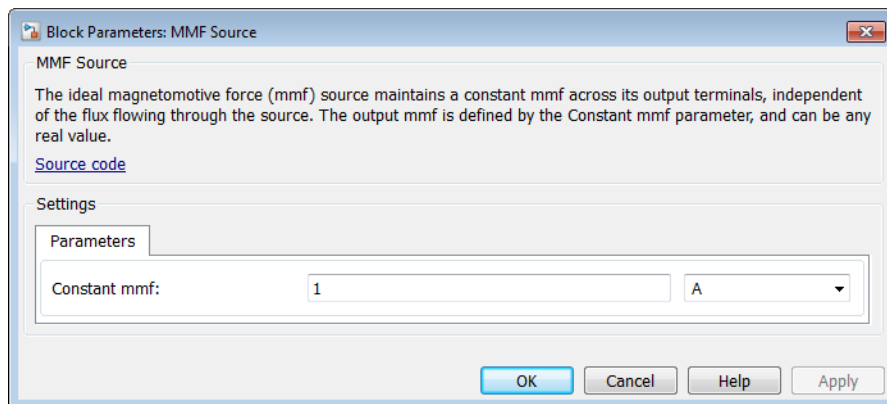 Block Parameters: MMF Source
MMF Source
The ideal magnetomotive force (mmf) source maintains a constant mmf across its output terminals, independent
of the flux flowing through the source. The output mmf is defined by the Constant mmf parameter, and can be any
real value.
Source code
Settings
Parameters
Constant mmf: 1 A
OK Cancel Help Apply